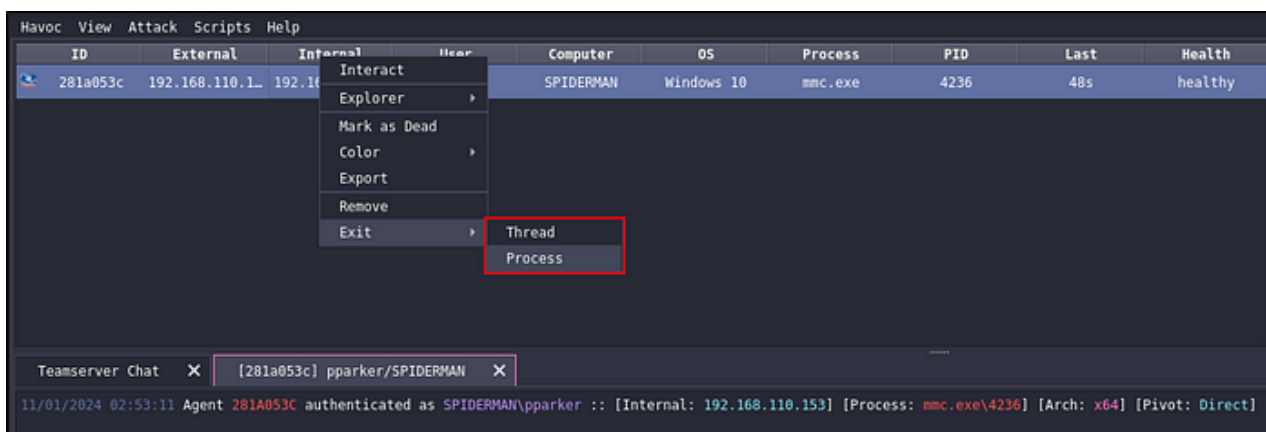 Havoc View Attack Scripts Help
ID External Internal User Computer OS Process PID Last Health
281a053c 192.168.110.1… 192.16 SPIDERMAN Windows 10 mmc.exe 4236 48s healthy
Interact
Explorer
Mark as Dead
Color
Export
Remove
Exit Thread
Process
Teamserver Chat X [281a053c] pparker/SPIDERMAN X
11/01/2024 02:53:11 Agent 281A053C authenticated as SPIDERMAN\pparker :: [Internal: 192.168.110.153] [Process: mmc.exe\4236] [Arch: x64] [Pivot: Direct]